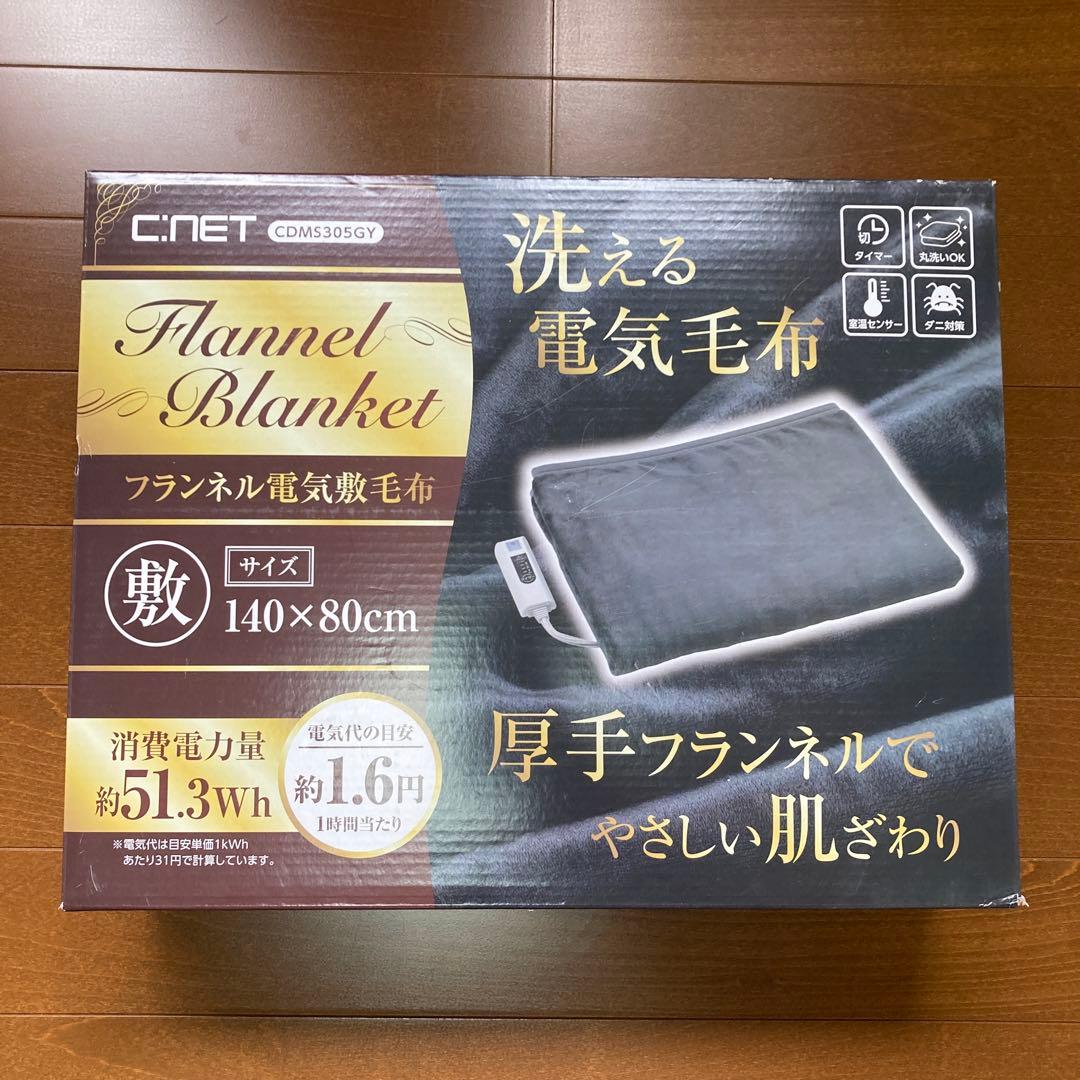 C:NET CDMS305GY
Flannel
Blanket
フランネル電気敷毛布
敷
サイズ
140×80cm
消費電力量
約51.3Wh
電気代の目安
約1.6円
1時間当たり
※電気代は目安単価1kWh
あたり31円で計算しています。
洗える
電気毛布
切
タイマー
丸洗いOK
室温センサー
ダニ対策
厚手フランネルで
やさしい肌ざわり